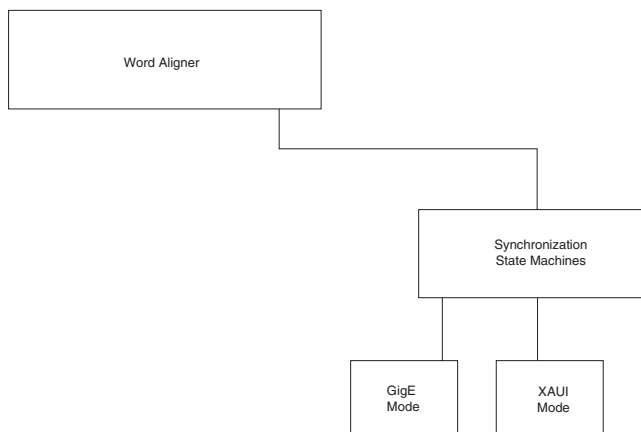 Word Aligner
Synchronization
State Machines
GigE
Mode
XAUI
Mode